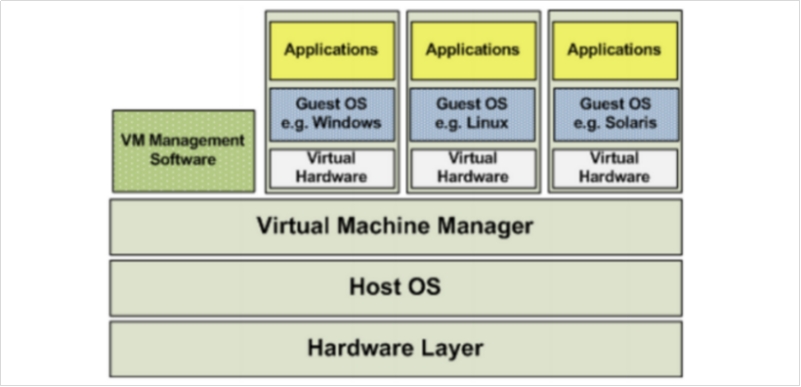 Applications
Applications
Applications
Guest OS
e.g. Windows
Guest OS
e.g. Linux
Guest OS
e.g. Solaris
VM Management
Software
Virtual
Hardware
Virtual
Hardware
Virtual
Hardware
Virtual Machine Manager
Host OS
Hardware Layer